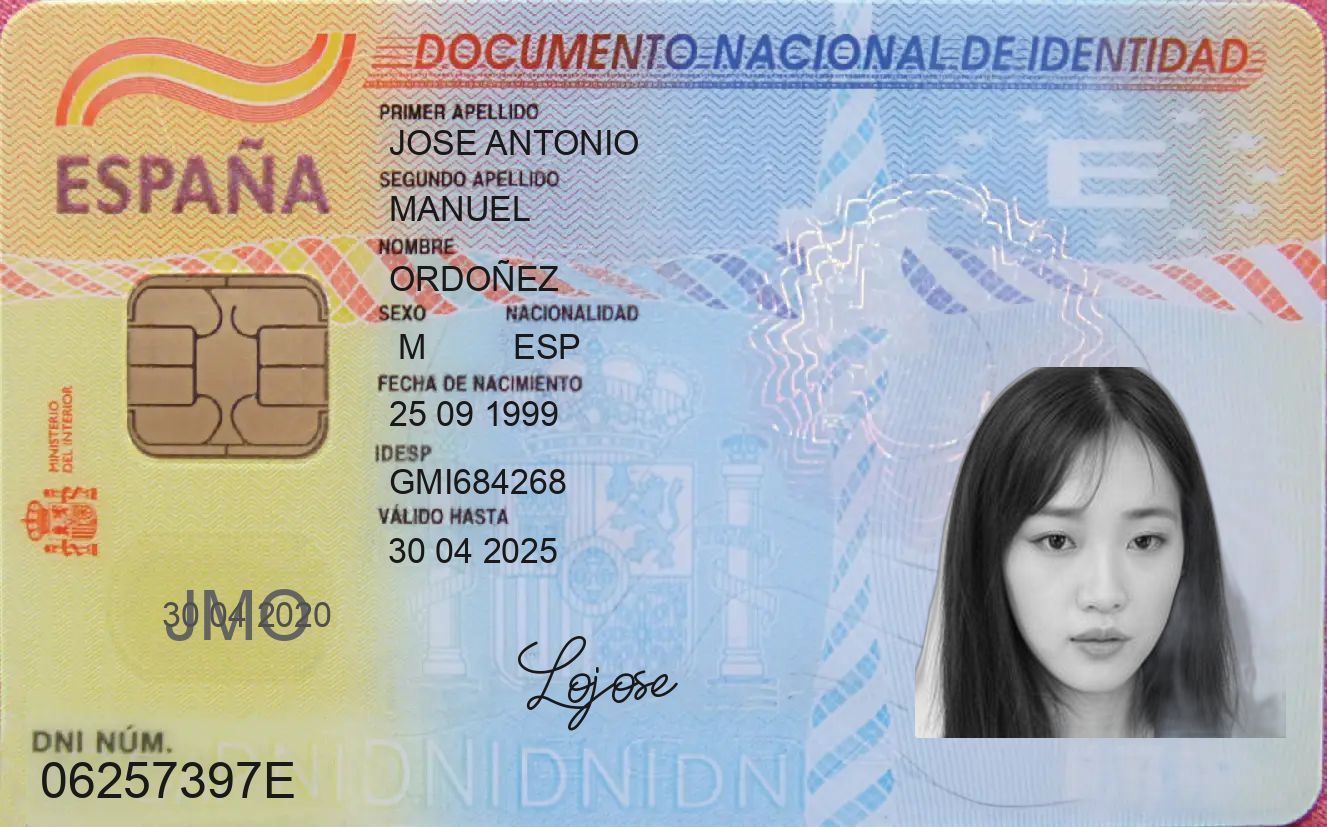 DOCUMENTO NACIONAL DE IDENTIDAD
ESPAÑA
PRIMER APELLIDO
JOSE ANTONIO
SEGUNDO APELLIDO
MANUEL
NOMBRE
ORDOÑEZ
SEXO NACIONALIDAD
M ESP
FECHA DE NACIMIENTO
25 09 1999
IDESP
GMI684268
VÁLIDO HASTA
30 04 2025
MINISTERIO
DEL INTERIOR
E
30 04 2020
JMO
Lojose
DNI NÚM.
06257397E
DNIDNIDNIDNI